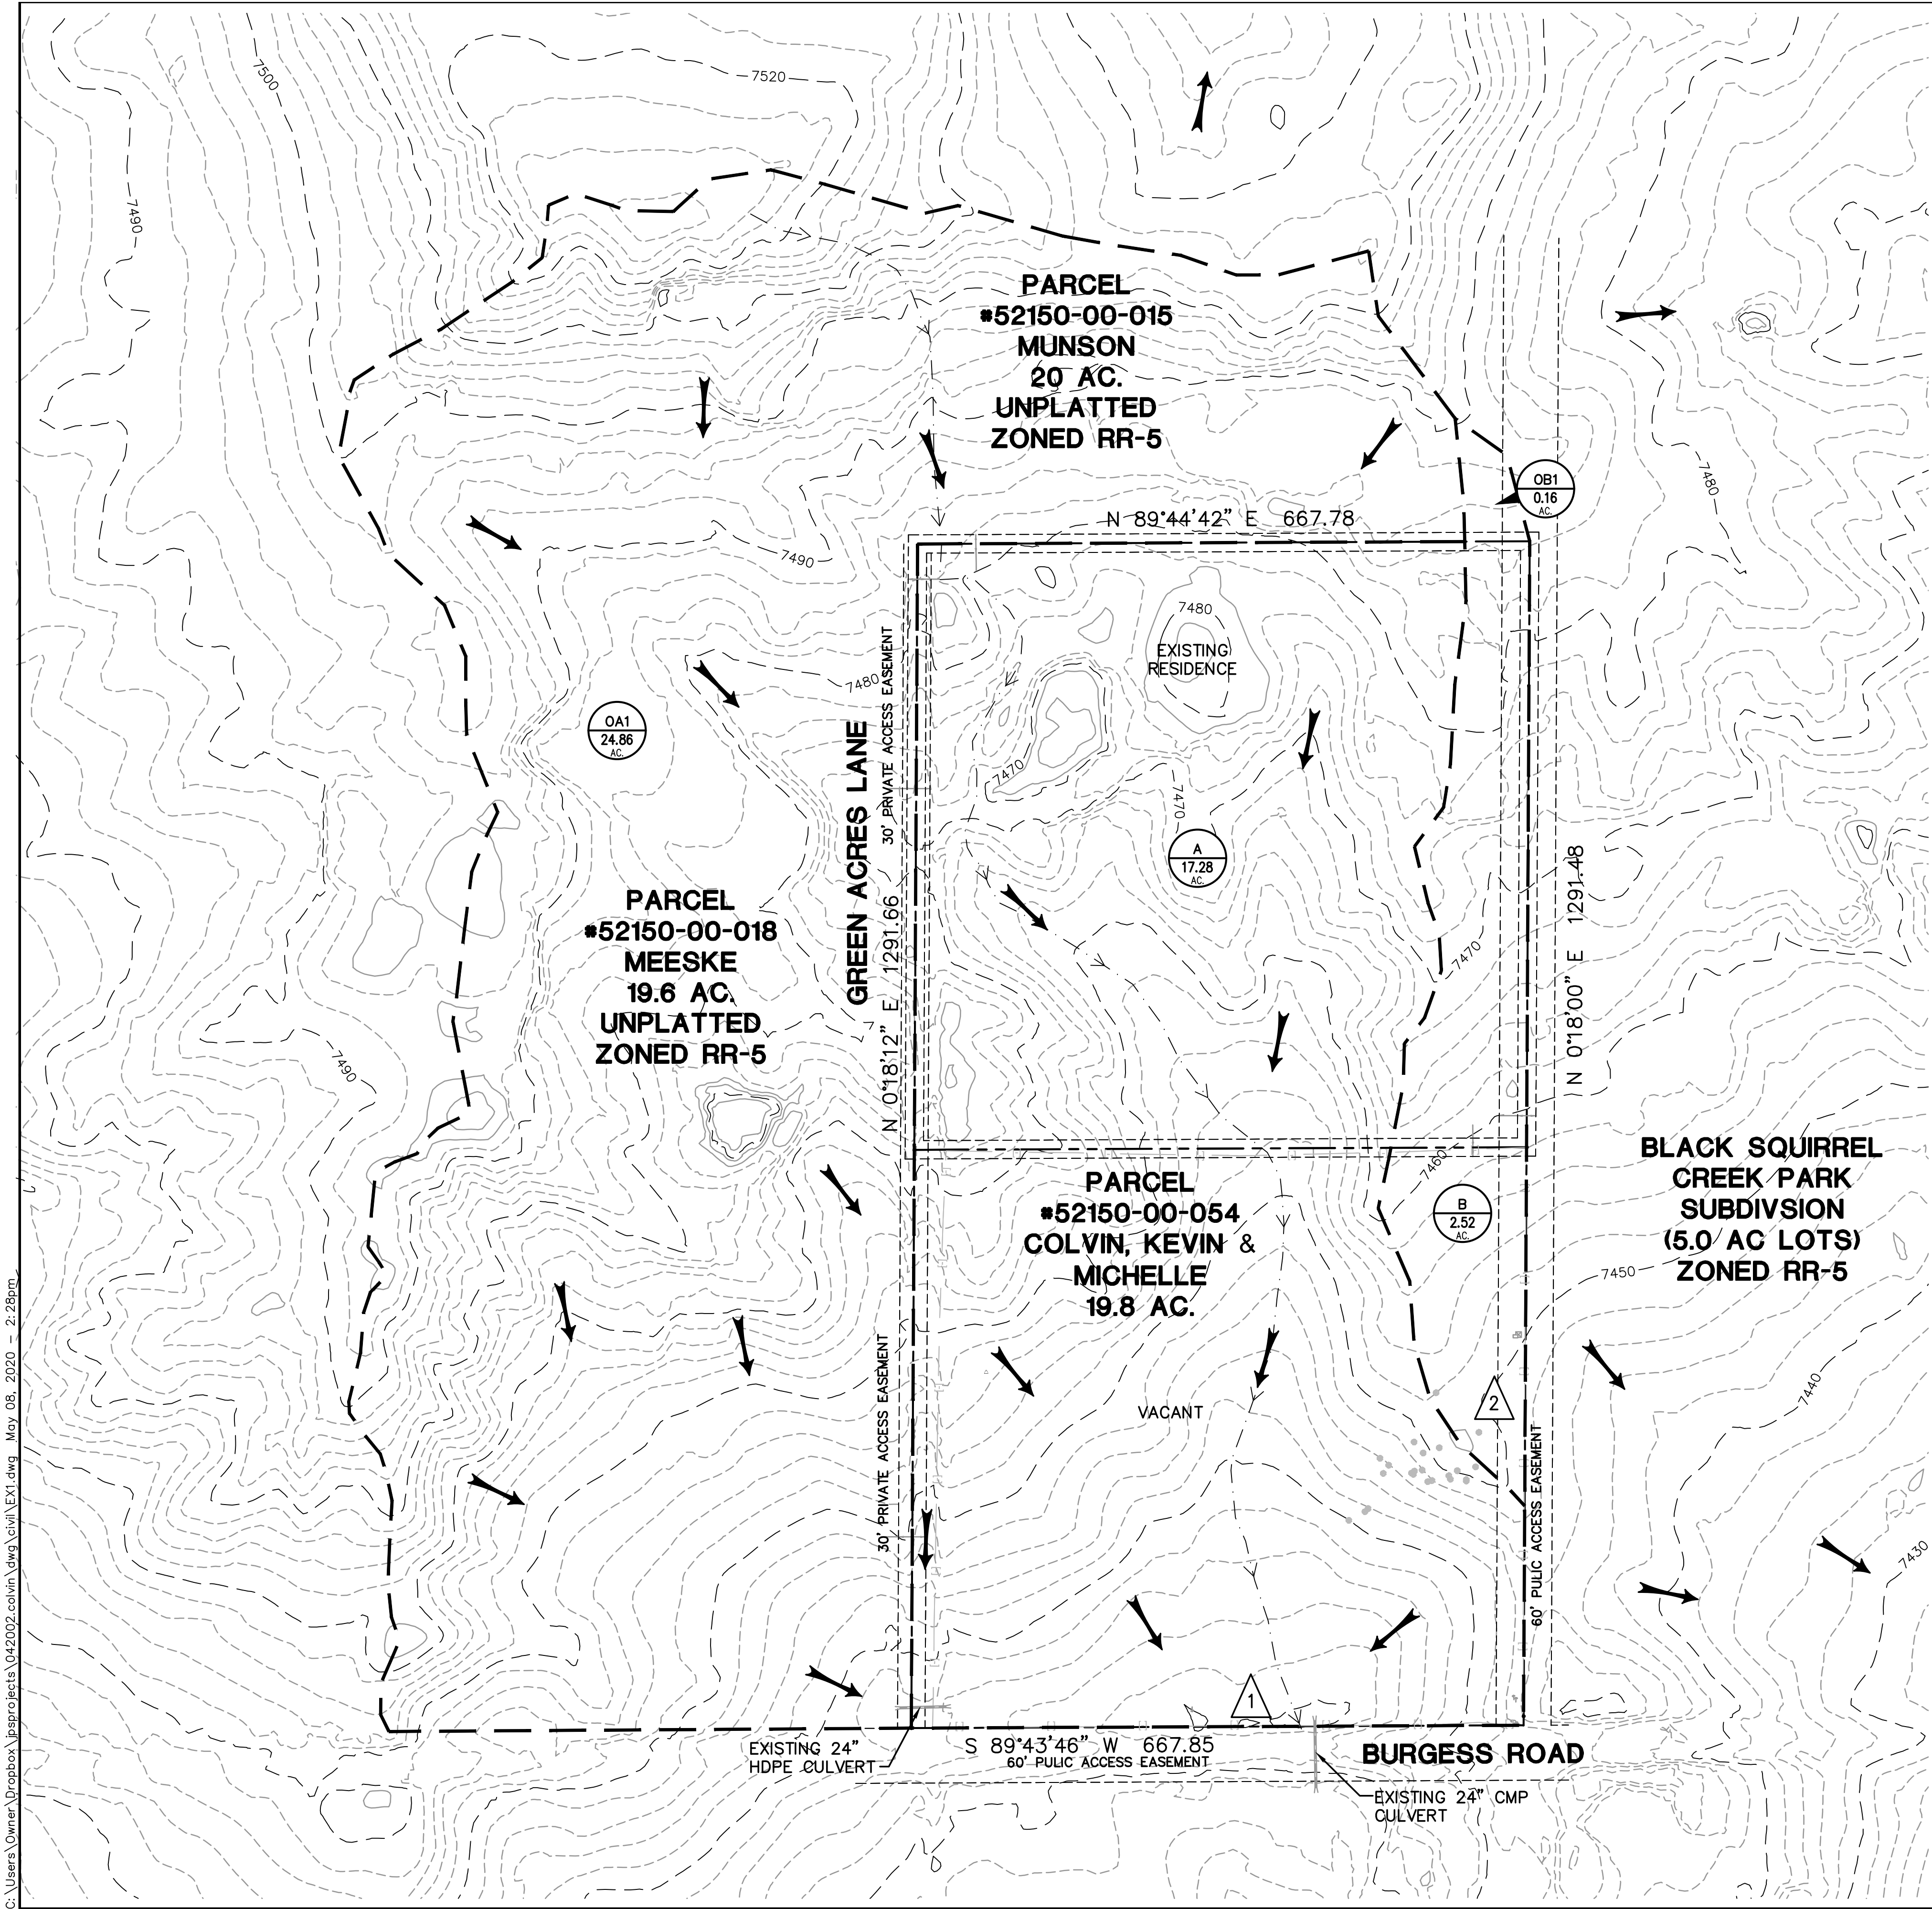 7500
7520
7490
PARCEL
#52150-00-015
MUNSON
20 AC.
UNPLATTED
ZONED RR-5
OB1
0.16
AC.
7480
N 89°44'42" E 667.78
7490
7480
EXISTING
RESIDENCE
7480
30' PRIVATE ACCESS EASEMENT
GREEN ACRES LANE
OA1
24.86
AC.
7470
7470
A
17.28
AC.
N 0°18'12" E 1291.66
N 0°18'00" E 1291.48
PARCEL
#52150-00-018
MEESKE
19.6 AC.
UNPLATTED
ZONED RR-5
7470
7490
7460
PARCEL
#52150-00-054
COLVIN, KEVIN &
MICHELLE
19.8 AC.
B
2.52
AC.
BLACK SQUIRREL
CREEK PARK
SUBDIVSION
(5.0 AC LOTS)
ZONED RR-5
7450
7440
2
VACANT
30' PRIVATE ACCESS EASEMENT
60' PULIC ACCESS EASEMENT
7430
1
EXISTING 24"
HDPE CULVERT
S 89°43'46" W 667.85
60' PULIC ACCESS EASEMENT
BURGESS ROAD
EXISTING 24" CMP
CULVERT
C:\Users\Owner\Dropbox\jpsprojects\042002.colvin\dwg\civil\EX1.dwg May 08, 2020 - 2:28pm